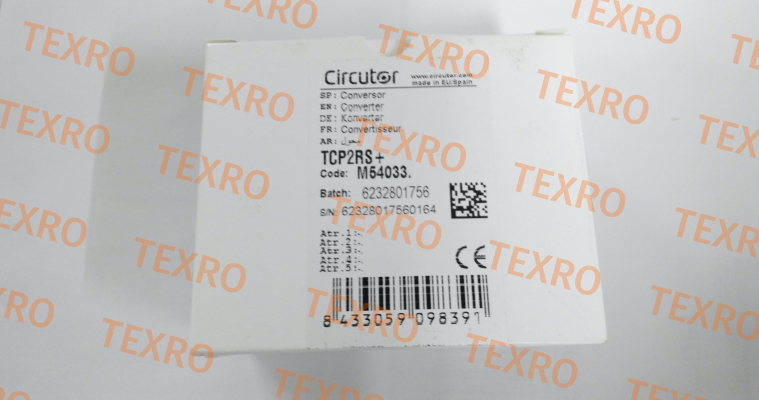 Circutor
www.circutor.com
made in EU-Spain
SP: Conversor
EN: Converter
DE: Konverter
FR: Convertisseur
AR: محول
TCP2RS+
Code: M54033.
Batch: 6232801756
S/N: 62328017560164
Atr.1:.
Atr.2:.
Atr.3:.
Atr.4:.
Atr.5:.
CE
8 433059 098391
TEXRO